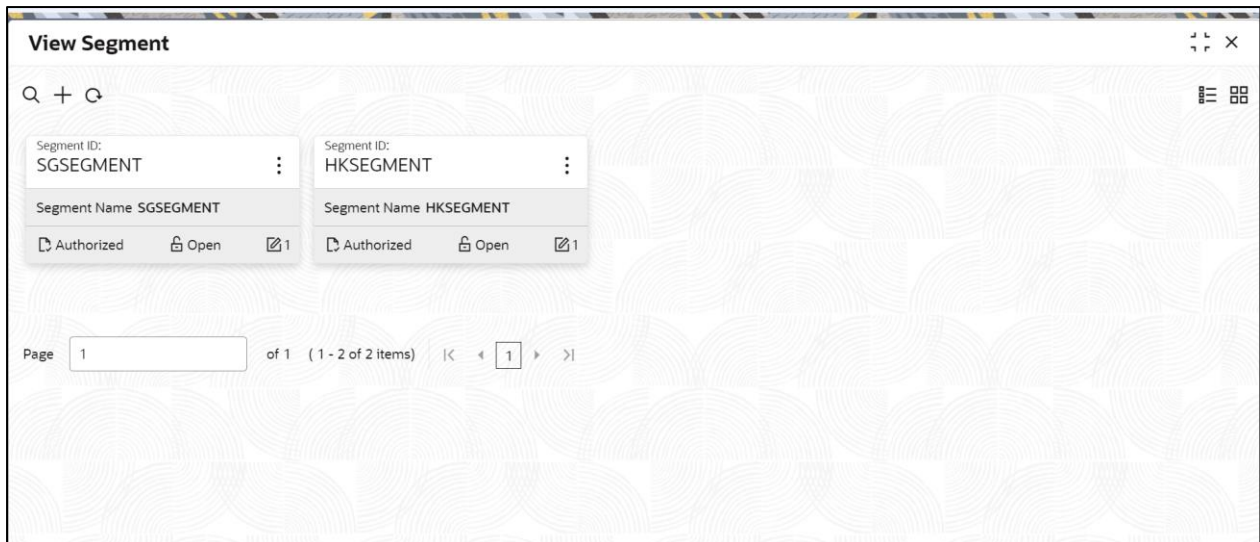 View Segment
Segment ID: Segment ID:
SGSEGMENT HKSEGMENT
Segment Name SGSEGMENT Segment Name HKSEGMENT
Authorized Open 1 Authorized Open 1
Page 1 of 1 ( 1 - 2 of 2 items) 1